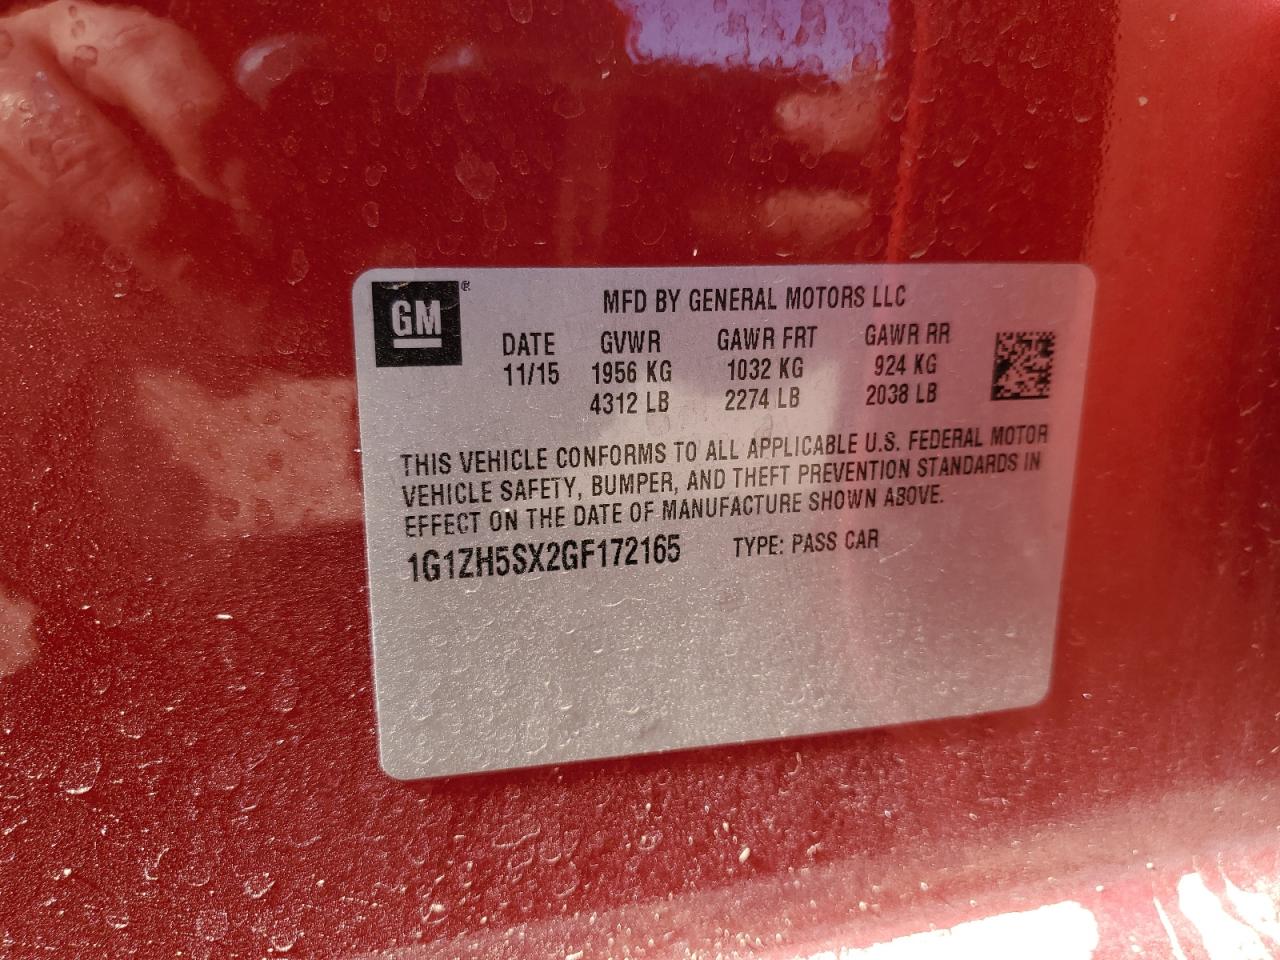 GM ®
MFD BY GENERAL MOTORS LLC
DATE GVWR GAWR FRT GAWR RR
11/15 1956 KG 1032 KG 924 KG
4312 LB 2274 LB 2038 LB
THIS VEHICLE CONFORMS TO ALL APPLICABLE U.S. FEDERAL MOTOR
VEHICLE SAFETY, BUMPER, AND THEFT PREVENTION STANDARDS IN
EFFECT ON THE DATE OF MANUFACTURE SHOWN ABOVE.
1G1ZH5SX2GF172165 TYPE: PASS CAR